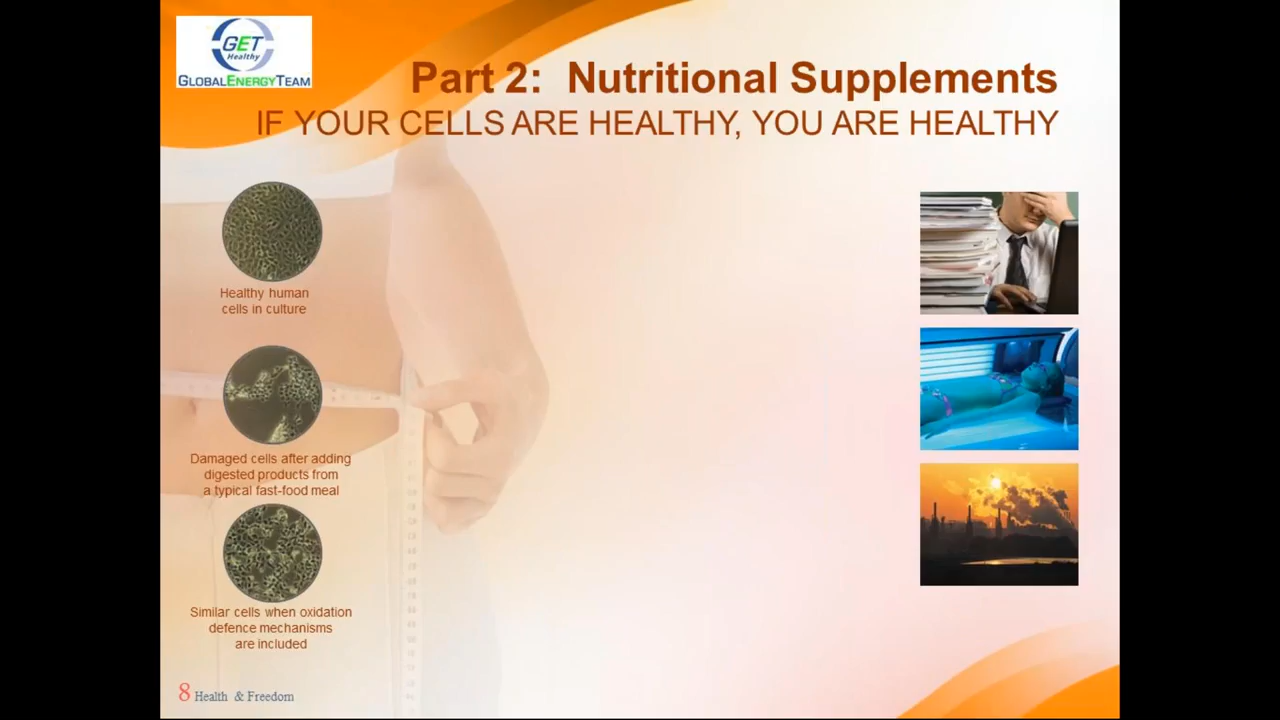 GET
Healthy
GLOBALENERGYTEAM
Part 2: Nutritional Supplements
IF YOUR CELLS ARE HEALTHY, YOU ARE HEALTHY
Healthy human
cells in culture
Damaged cells after adding
digested products from
a typical fast-food meal
Similar cells when oxidation
defence mechanisms
are included
8 Health & Freedom